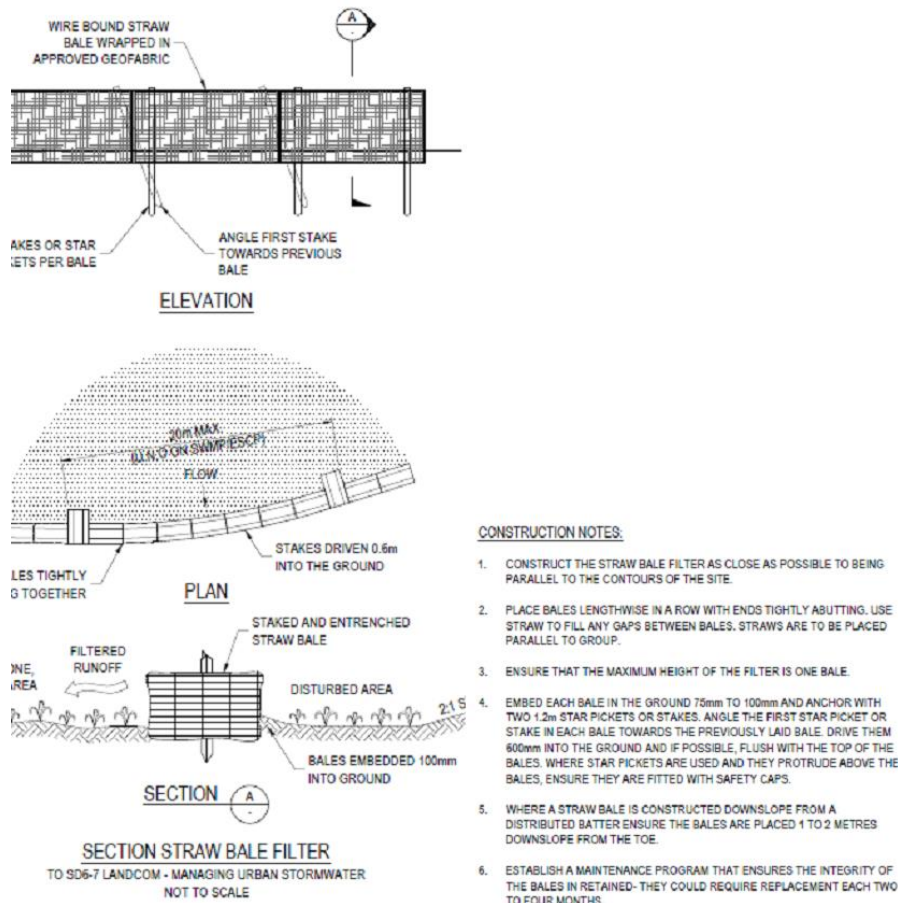 WIRE BOUND STRAW
BALE WRAPPED IN
APPROVED GEOFABRIC
A
-
AKES OR STAR
KETS PER BALE
ANGLE FIRST STAKE
TOWARDS PREVIOUS
BALE
ELEVATION
20m MAX
(U.N.O ON SWMP/ESCP)
FLOW
STAKES DRIVEN 0.6m
INTO THE GROUND
LES TIGHTLY
G TOGETHER
PLAN
STAKED AND ENTRENCHED
STRAW BALE
FILTERED
RUNOFF
ONE,
AREA
DISTURBED AREA
2:1 S
BALES EMBEDDED 100mm
INTO GROUND
SECTION
A
-
SECTION STRAW BALE FILTER
TO SD6-7 LANDCOM - MANAGING URBAN STORMWATER
NOT TO SCALE
CONSTRUCTION NOTES:
1. CONSTRUCT THE STRAW BALE FILTER AS CLOSE AS POSSIBLE TO BEING
PARALLEL TO THE CONTOURS OF THE SITE.
2. PLACE BALES LENGTHWISE IN A ROW WITH ENDS TIGHTLY ABUTTING. USE
STRAW TO FILL ANY GAPS BETWEEN BALES. STRAWS ARE TO BE PLACED
PARALLEL TO GROUP.
3. ENSURE THAT THE MAXIMUM HEIGHT OF THE FILTER IS ONE BALE.
4. EMBED EACH BALE IN THE GROUND 75mm TO 100mm AND ANCHOR WITH
TWO 1.2m STAR PICKETS OR STAKES. ANGLE THE FIRST STAR PICKET OR
STAKE IN EACH BALE TOWARDS THE PREVIOUSLY LAID BALE. DRIVE THEM
600mm INTO THE GROUND AND IF POSSIBLE, FLUSH WITH THE TOP OF THE
BALES. WHERE STAR PICKETS ARE USED AND THEY PROTRUDE ABOVE THE
BALES, ENSURE THEY ARE FITTED WITH SAFETY CAPS.
5. WHERE A STRAW BALE IS CONSTRUCTED DOWNSLOPE FROM A
DISTRIBUTED BATTER ENSURE THE BALES ARE PLACED 1 TO 2 METRES
DOWNSLOPE FROM THE TOE.
6. ESTABLISH A MAINTENANCE PROGRAM THAT ENSURES THE INTEGRITY OF
THE BALES IN RETAINED- THEY COULD REQUIRE REPLACEMENT EACH TWO
TO FOUR MONTHS